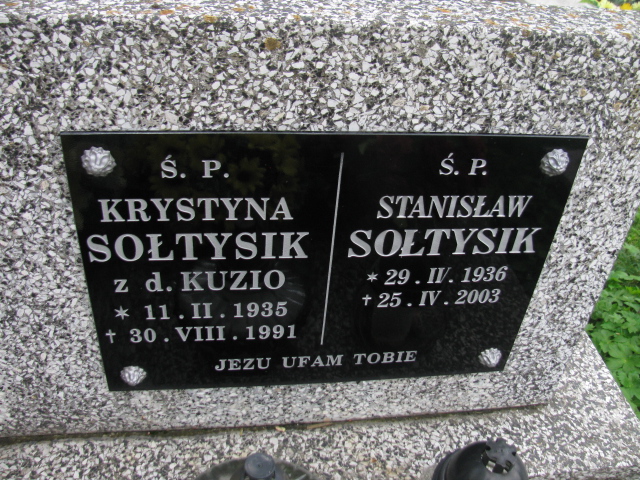 Ś. P.
KRYSTYNA
SOŁTYSIK
z d. KUZIO
* 11. II. 1935
† 30. VIII. 1991
Ś. P.
STANISŁAW
SOŁTYSIK
* 29. IV. 1936
† 25. IV. 2003
JEZU UFAM TOBIE